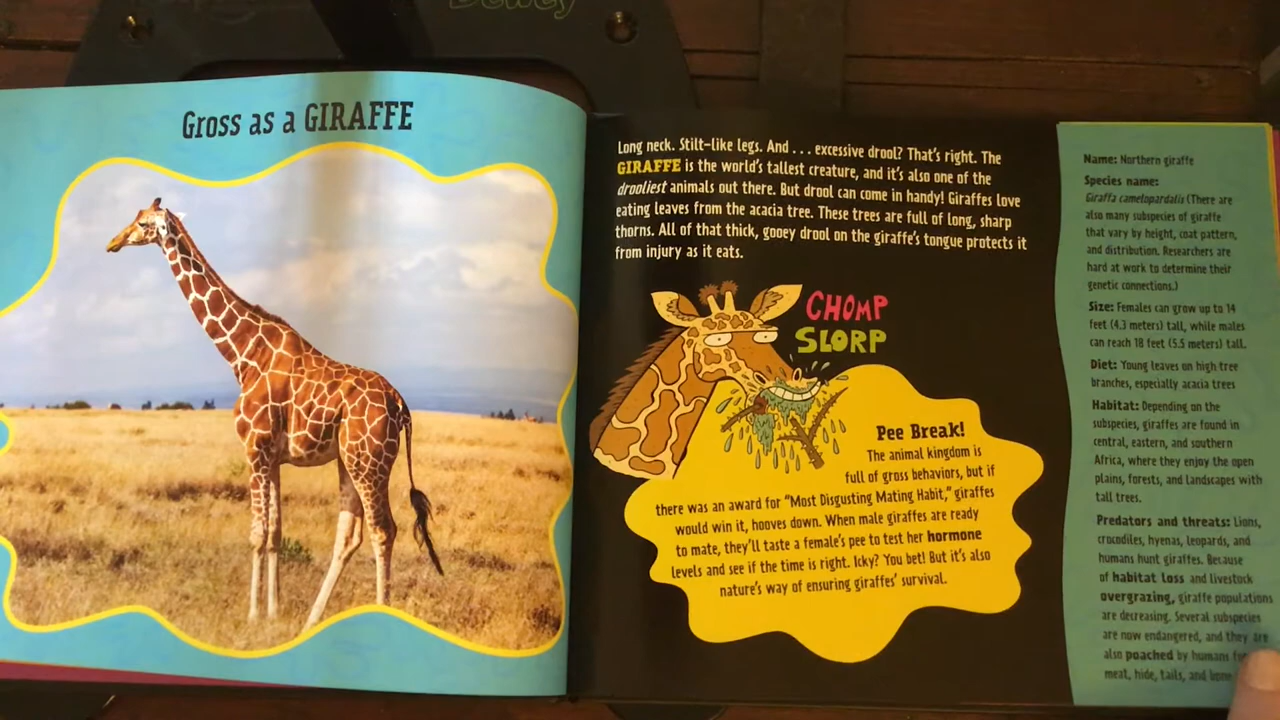 Dewey
Gross as a GIRAFFE
Long neck. Stilt-like legs. And . . . excessive drool? That's right. The
GIRAFFE is the world's tallest creature, and it's also one of the
drooliest animals out there. But drool can come in handy! Giraffes love
eating leaves from the acacia tree. These trees are full of long, sharp
thorns. All of that thick, gooey drool on the giraffe's tongue protects it
from injury as it eats.
CHOMP
SLORP
Pee Break!
The animal kingdom is
full of gross behaviors, but if
there was an award for "Most Disgusting Mating Habit," giraffes
would win it, hooves down. When male giraffes are ready
to mate, they'll taste a female's pee to test her hormone
levels and see if the time is right. Icky? You bet! But it's also
nature's way of ensuring giraffes' survival.
Name: Northern giraffe
Species name:
Giraffa camelopardalis (There are
also many subspecies of giraffe
that vary by height, coat pattern,
and distribution. Researchers are
hard at work to determine their
genetic connections.)
Size: Females can grow up to 14
feet (4.3 meters) tall, while males
can reach 18 feet (5.5 meters) tall.
Diet: Young leaves on high tree
branches, especially acacia trees
Habitat: Depending on the
subspecies, giraffes are found in
central, eastern, and southern
Africa, where they enjoy the open
plains, forests, and landscapes with
tall trees.
Predators and threats: Lions,
crocodiles, hyenas, leopards, and
humans hunt giraffes. Because
of habitat loss and livestock
overgrazing, giraffe populations
are decreasing. Several subspecies
are now endangered, and they are
also poached by humans
meat, hide, tails, and